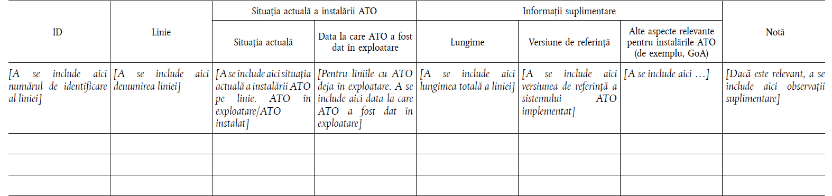 Situația actuală a instalării ATO
Informații suplimentare
ID
Linie
Situația actuală
Data la care ATO a fost
dat în exploatare
Lungime
Versiune de referință
Alte aspecte relevante
pentru instalările ATO
(de exemplu, GoA)
Notă
[A se include aici
numărul de identificare
al liniei]
[A se include aici
denumirea liniei]
[A se include aici situația
actuală a instalării ATO
pe linie. ATO în
exploatare/ATO
instalat]
[Pentru liniile cu ATO
deja în exploatare. A se
include aici data la care
ATO a fost dat în
exploatare]
[A se include aici
lungimea totală a liniei]
[A se include aici
versiunea de referință a
sistemului ATO
implementat]
[A se include aici …]
[Dacă este relevant, a se
include aici observații
suplimentare]